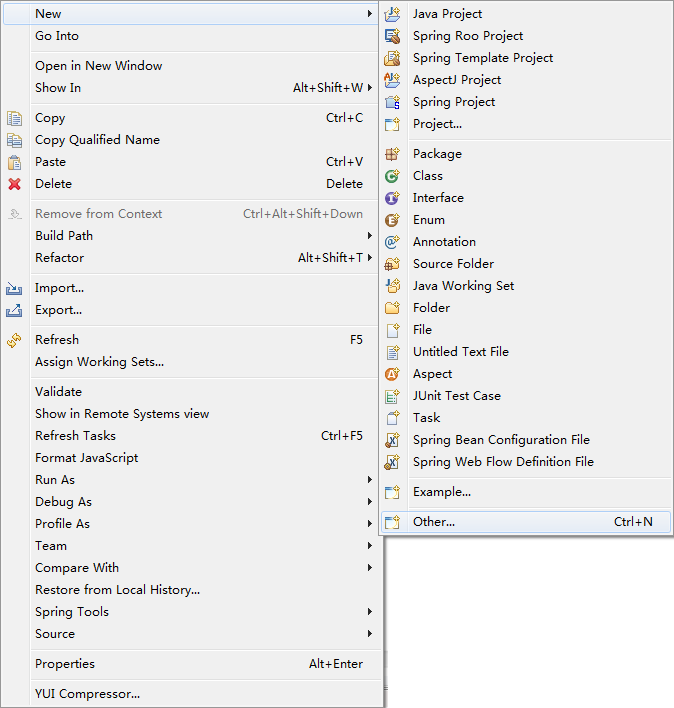 New
Go Into
Open in New Window
Show In Alt+Shift+W
Copy Ctrl+C
Copy Qualified Name
Paste Ctrl+V
Delete Delete
Remove from Context Ctrl+Alt+Shift+Down
Build Path
Refactor Alt+Shift+T
Import...
Export...
Refresh F5
Assign Working Sets...
Validate
Show in Remote Systems view
Refresh Tasks Ctrl+F5
Format JavaScript
Run As
Debug As
Profile As
Team
Compare With
Restore from Local History...
Spring Tools
Source
Properties Alt+Enter
YUI Compressor...
Java Project
Spring Roo Project
Spring Template Project
AspectJ Project
Spring Project
Project...
Package
Class
Interface
Enum
Annotation
Source Folder
Java Working Set
Folder
File
Untitled Text File
Aspect
JUnit Test Case
Task
Spring Bean Configuration File
Spring Web Flow Definition File
Example...
Other... Ctrl+N